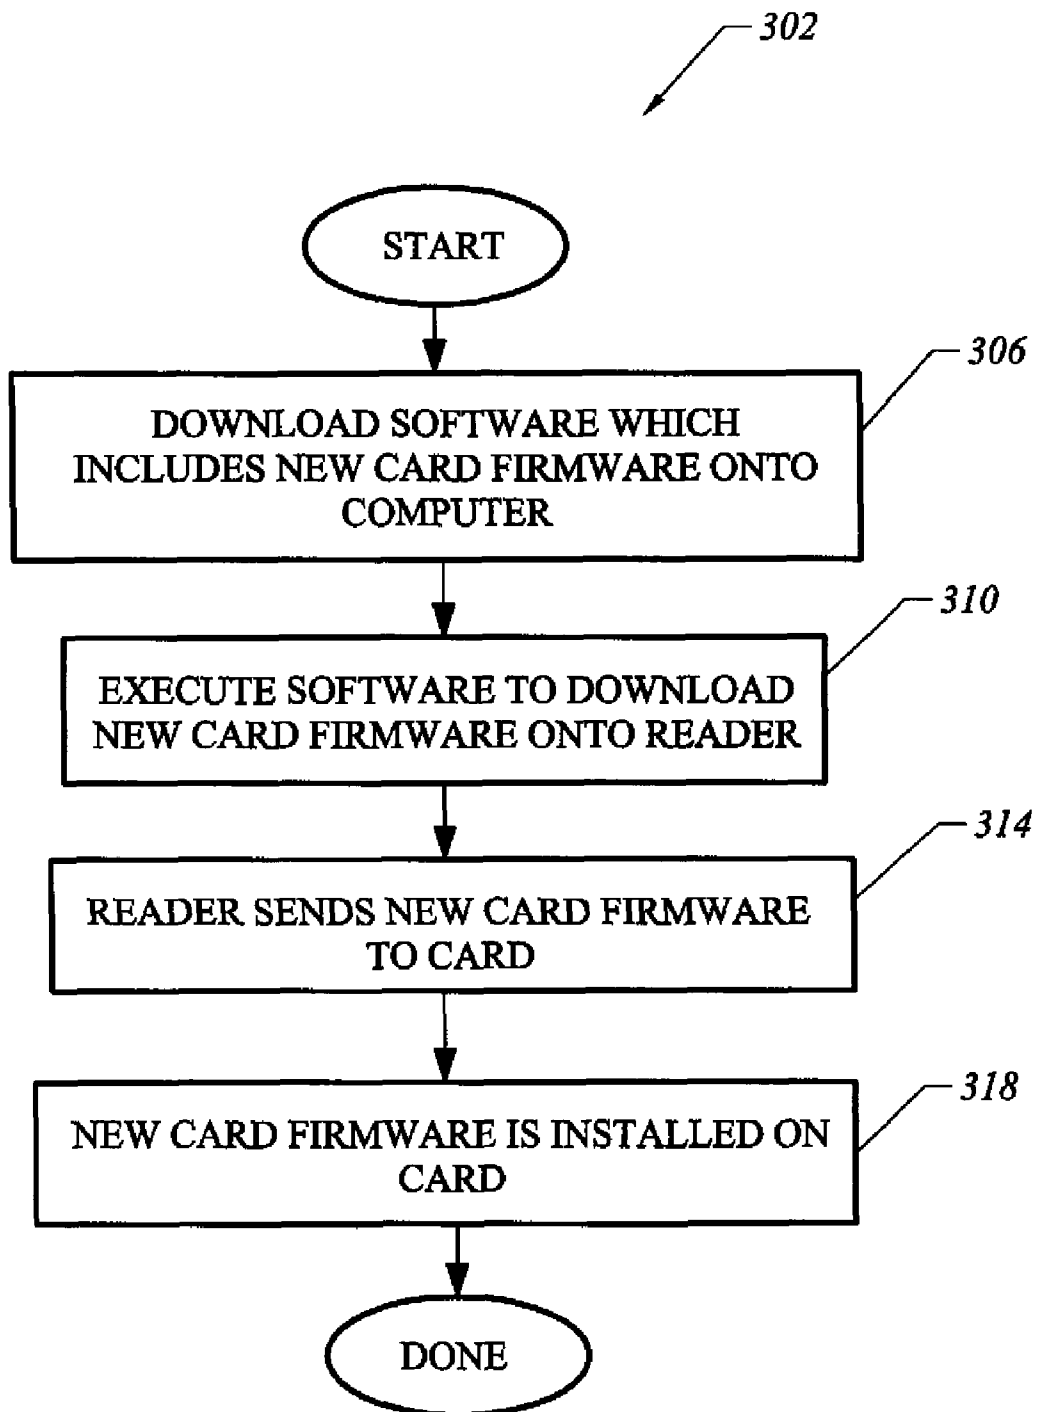 302
START
306
DOWNLOAD SOFTWARE WHICH
INCLUDES NEW CARD FIRMWARE ONTO
COMPUTER
310
EXECUTE SOFTWARE TO DOWNLOAD
NEW CARD FIRMWARE ONTO READER
314
READER SENDS NEW CARD FIRMWARE
TO CARD
318
NEW CARD FIRMWARE IS INSTALLED ON
CARD
DONE